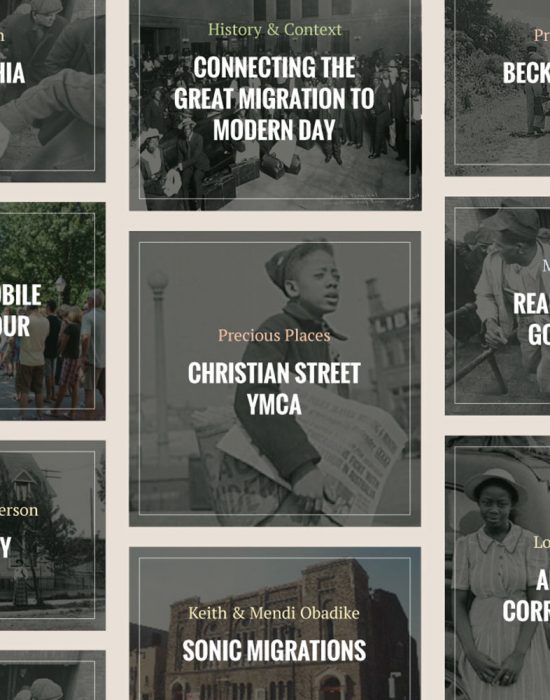 HIA
OBILE
OUR
erson
Y
History & Context
CONNECTING THE
GREAT MIGRATION TO
MODERN DAY
Precious Places
CHRISTIAN STREET
YMCA
Keith & Mendi Obadike
SONIC MIGRATIONS
Pr
BECK
M
REA
GO
Lo
A
CORR